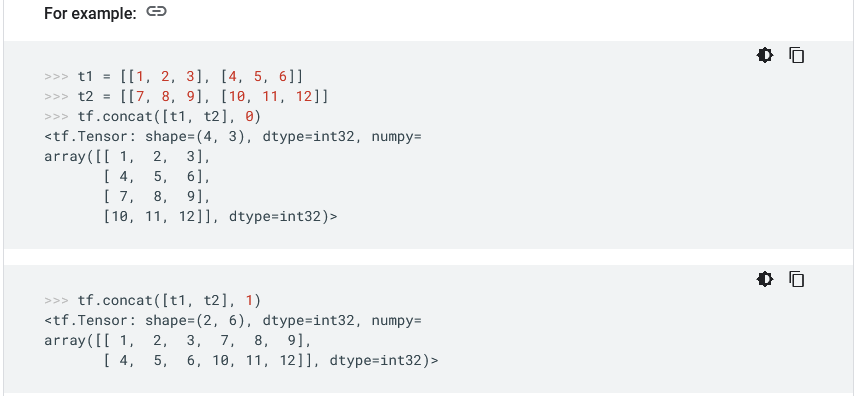 For example:
>>> t1 = [[1, 2, 3], [4, 5, 6]]
>>> t2 = [[7, 8, 9], [10, 11, 12]]
>>> tf.concat([t1, t2], 0)
<tf.Tensor: shape=(4, 3), dtype=int32, numpy=
array([[ 1,  2,  3],
       [ 4,  5,  6],
       [ 7,  8,  9],
       [10, 11, 12]], dtype=int32)>
>>> tf.concat([t1, t2], 1)
<tf.Tensor: shape=(2, 6), dtype=int32, numpy=
array([[ 1,  2,  3,  7,  8,  9],
       [ 4,  5,  6, 10, 11, 12]], dtype=int32)>